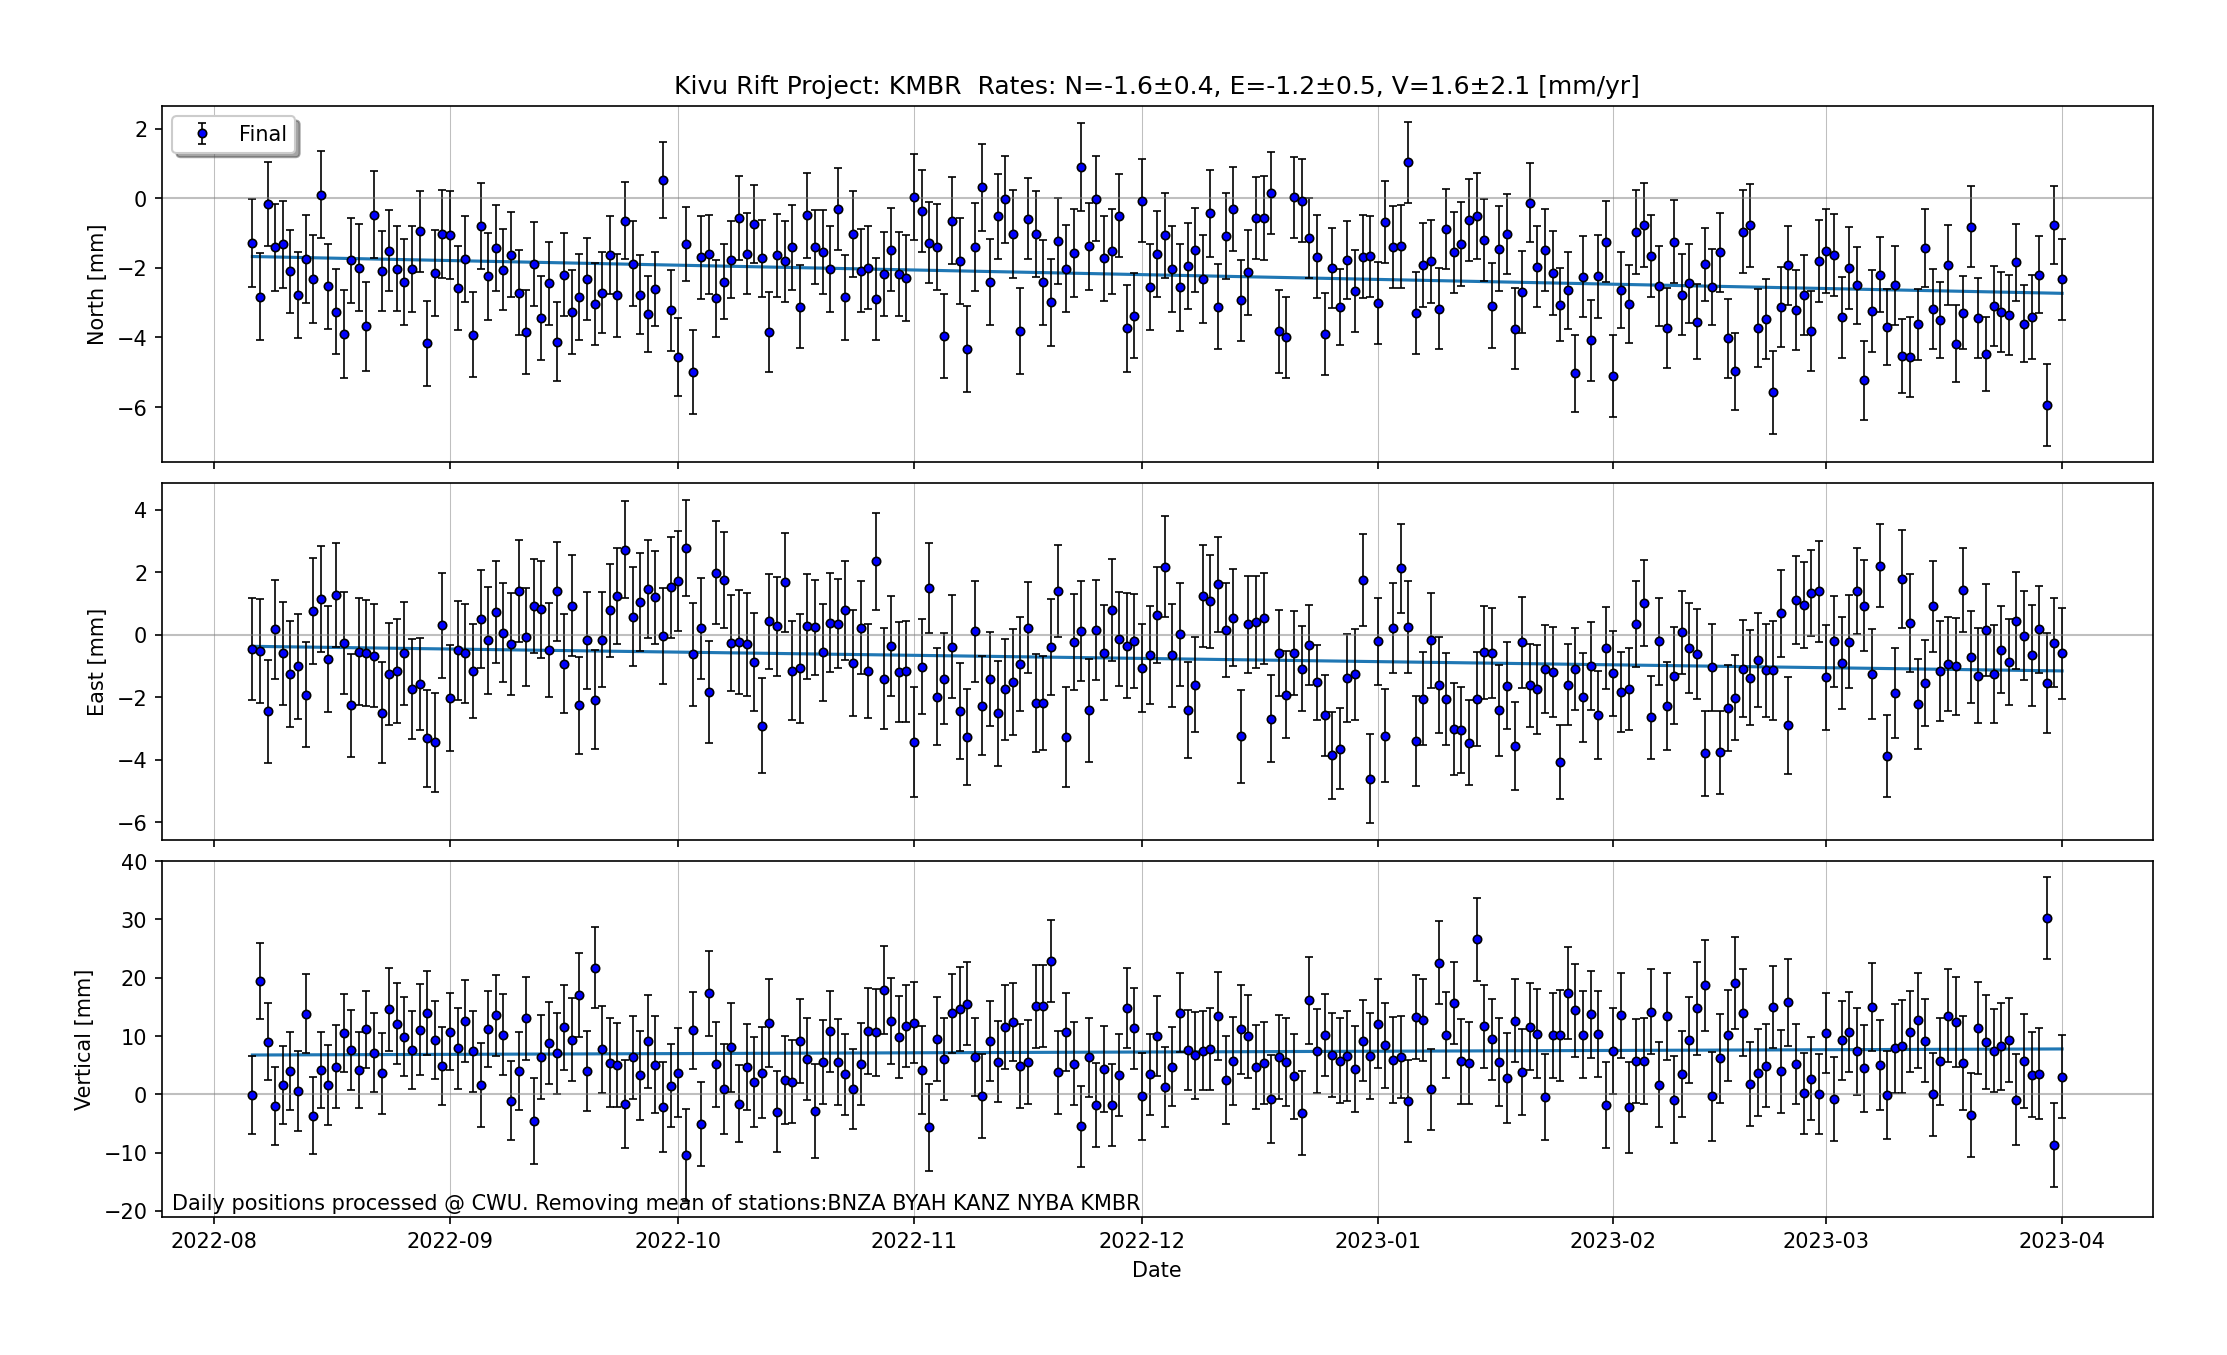 Kivu Rift Project: KMBR  Rates: N=-1.6±0.4, E=-1.2±0.5, V=1.6±2.1 [mm/yr]
Final
North [mm]
2
0
−2
−4
−6
East [mm]
4
2
0
−2
−4
−6
Vertical [mm]
40
30
20
10
0
−10
−20
Daily positions processed @ CWU. Removing mean of stations:BNZA BYAH KANZ NYBA KMBR
2022-08 2022-09 2022-10 2022-11 2022-12 2023-01 2023-02 2023-03 2023-04
Date